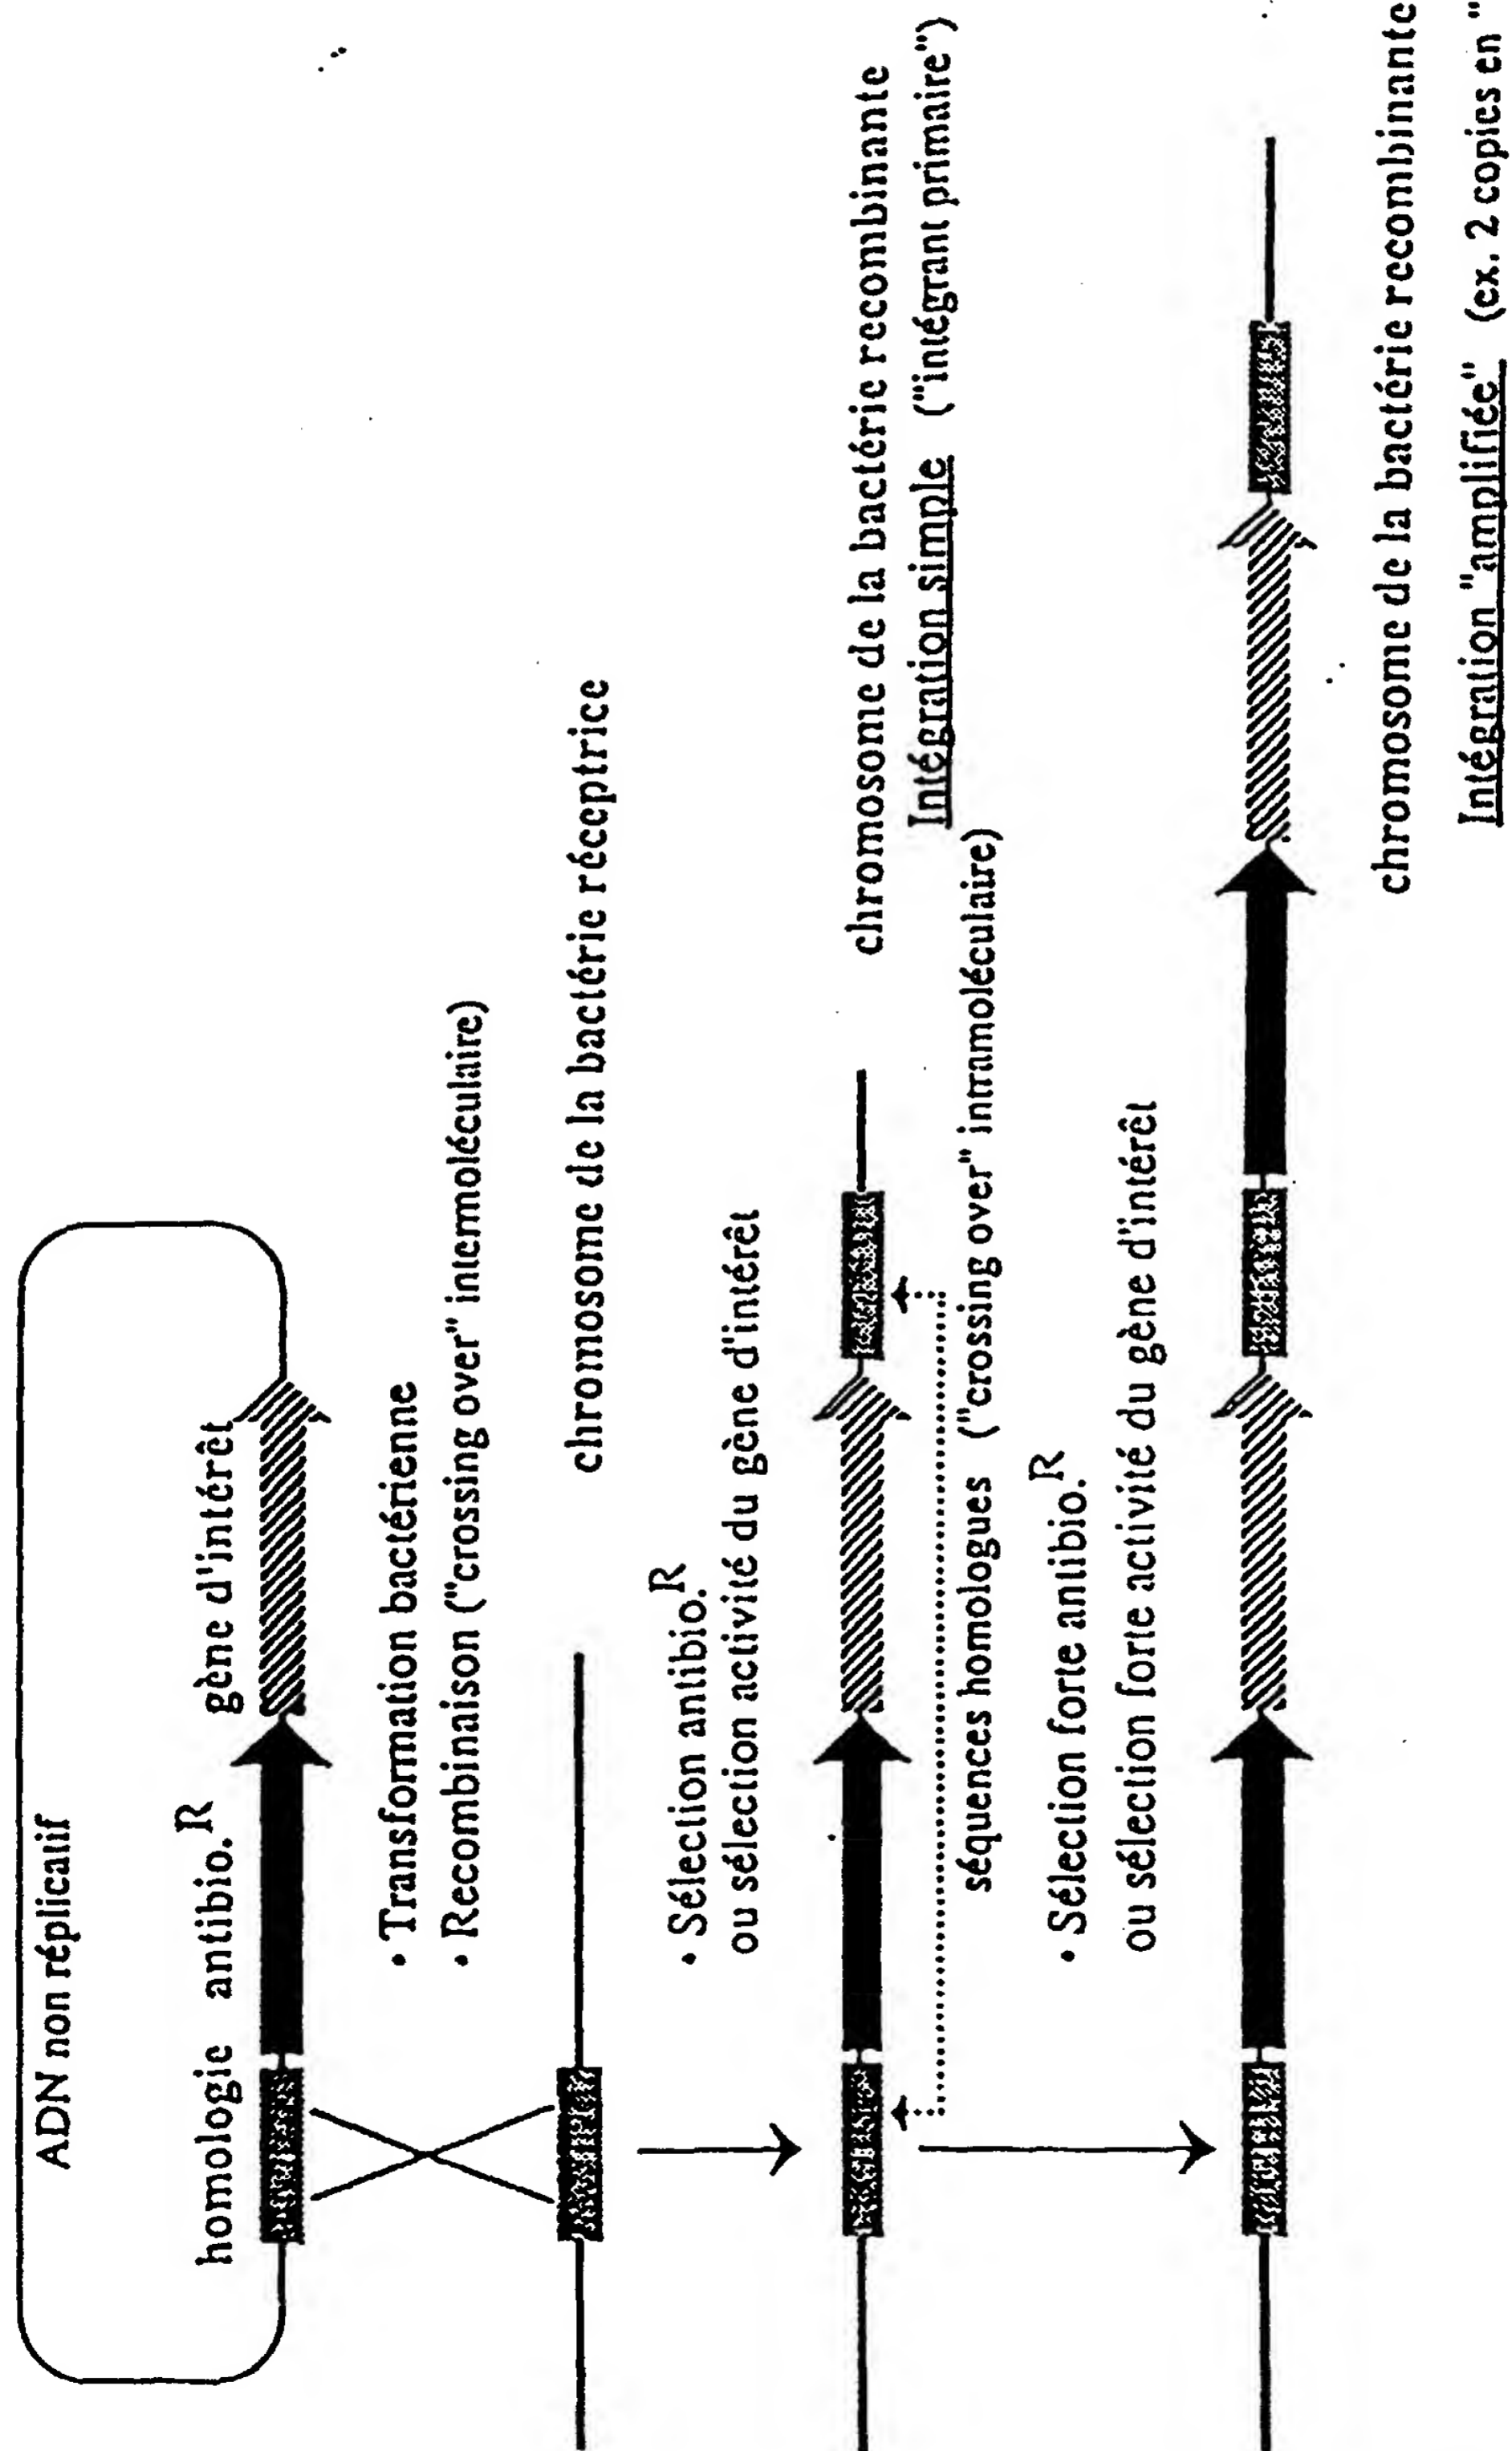 ADN non réplicatif
homologie antibio.R gène d'intérêt
• Transformation bactérienne
• Recombinaison ("crossing over" intermoléculaire)
chromosome de la bactérie réceptrice
• Sélection antibio.R
ou sélection activité du gène d'intérêt
chromosome de la bactérie recombinante
Intégration simple ("intégrant primaire")
séquences homologues ("crossing over" intramoléculaire)
• Sélection forte antibio.R
ou sélection forte activité du gène d'intérêt
chromosome de la bactérie recombinante
Intégration "amplifiée" (ex. 2 copies en "